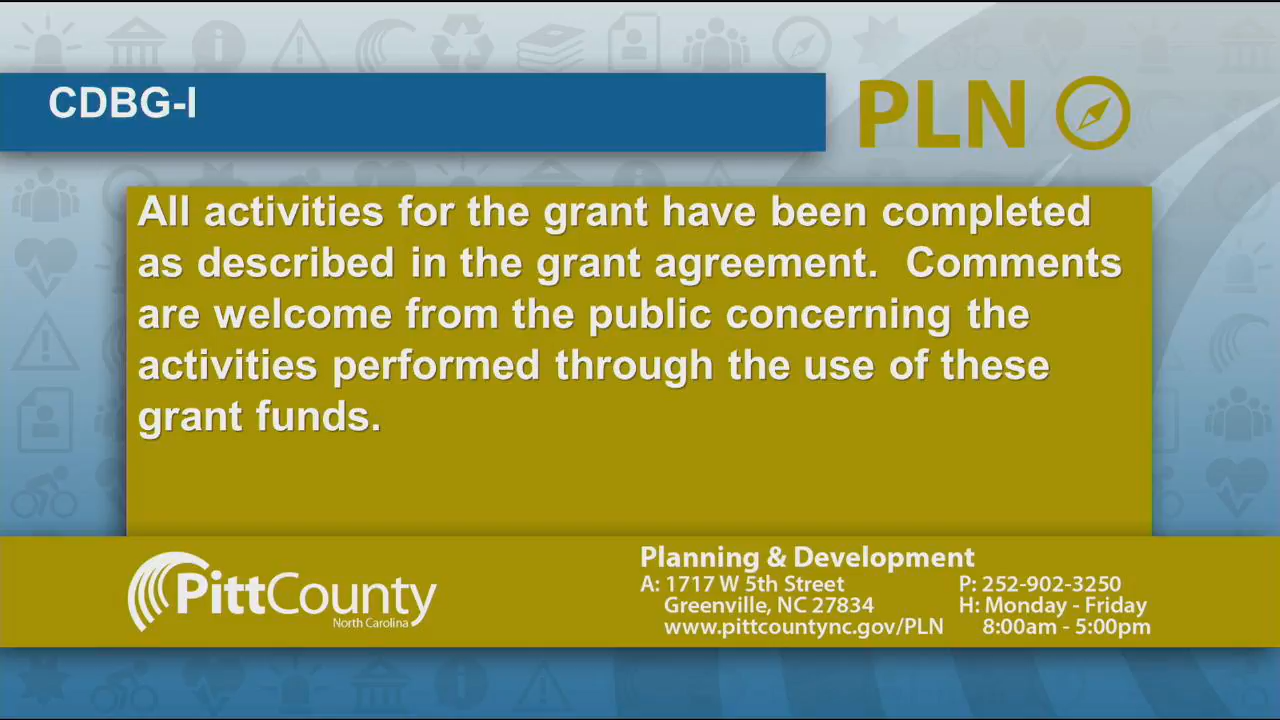 CDBG-I
PLN
All activities for the grant have been completed
as described in the grant agreement.  Comments
are welcome from the public concerning the
activities performed through the use of these
grant funds.
PittCounty
North Carolina
Planning & Development
A: 1717 W 5th Street
Greenville, NC 27834
www.pittcountync.gov/PLN
P: 252-902-3250
H: Monday - Friday
8:00am - 5:00pm